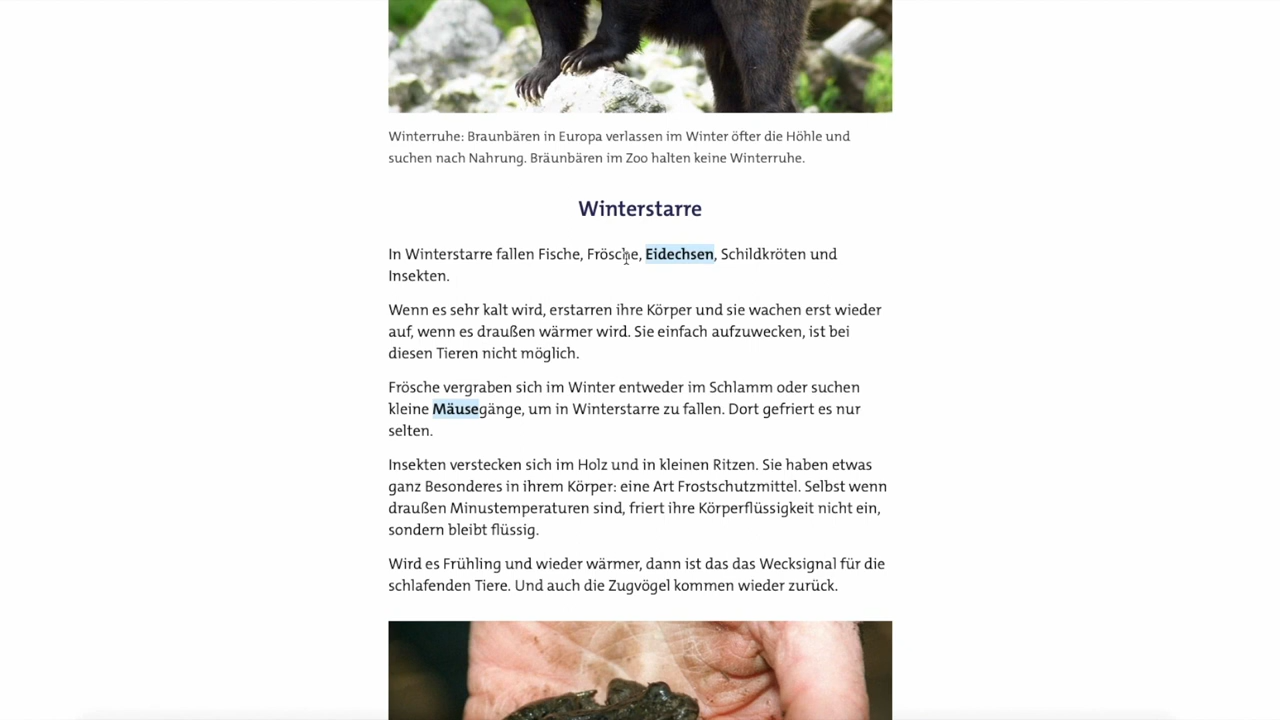 Winterruhe: Braunbären in Europa verlassen im Winter öfter die Höhle und
suchen nach Nahrung. Bräunbären im Zoo halten keine Winterruhe.
Winterstarre
In Winterstarre fallen Fische, Frösche, Eidechsen, Schildkröten und
Insekten.
Wenn es sehr kalt wird, erstarren ihre Körper und sie wachen erst wieder
auf, wenn es draußen wärmer wird. Sie einfach aufzuwecken, ist bei
diesen Tieren nicht möglich.
Frösche vergraben sich im Winter entweder im Schlamm oder suchen
kleine Mäusegänge, um in Winterstarre zu fallen. Dort gefriert es nur
selten.
Insekten verstecken sich im Holz und in kleinen Ritzen. Sie haben etwas
ganz Besonderes in ihrem Körper: eine Art Frostschutzmittel. Selbst wenn
draußen Minustemperaturen sind, friert ihre Körperflüssigkeit nicht ein,
sondern bleibt flüssig.
Wird es Frühling und wieder wärmer, dann ist das das Wecksignal für die
schlafenden Tiere. Und auch die Zugvögel kommen wieder zurück.